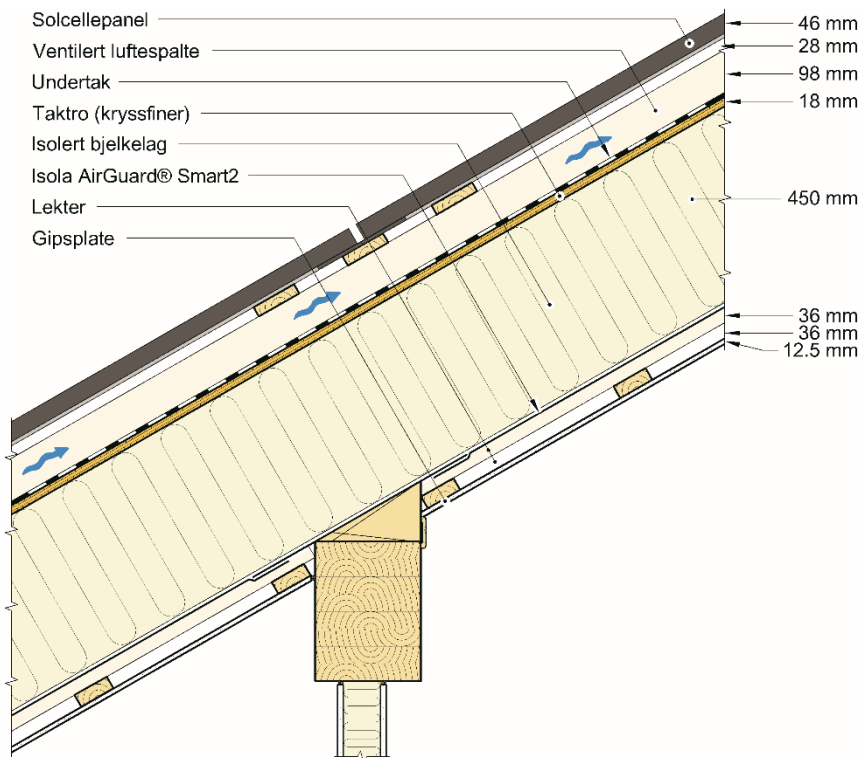 Solcellepanel
Ventilert luftespalte
Undertak
Taktro (kryssfiner)
Isolert bjelkelag
Isola AirGuard® Smart2
Lekter
Gipsplate
46 mm
28 mm
98 mm
18 mm
450 mm
36 mm
36 mm
12.5 mm